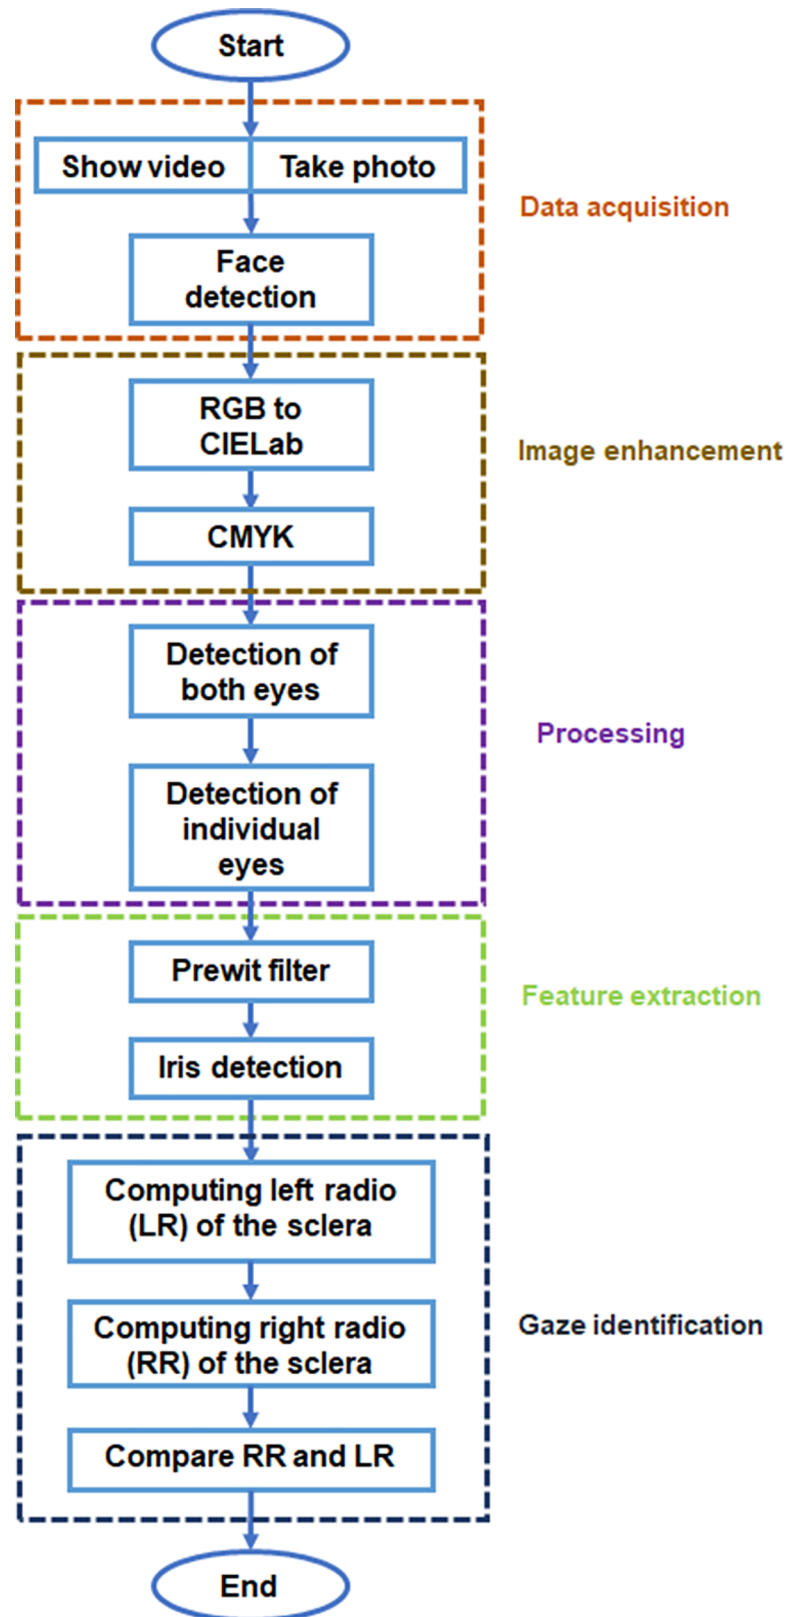 Start
Show video
Take photo
Data acquisition
Face
detection
RGB to
CIELab
Image enhancement
CMYK
Detection of
both eyes
Processing
Detection of
individual
eyes
Prewit filter
Feature extraction
Iris detection
Computing left radio
(LR) of the sclera
Computing right radio
(RR) of the sclera
Gaze identification
Compare RR and LR
End